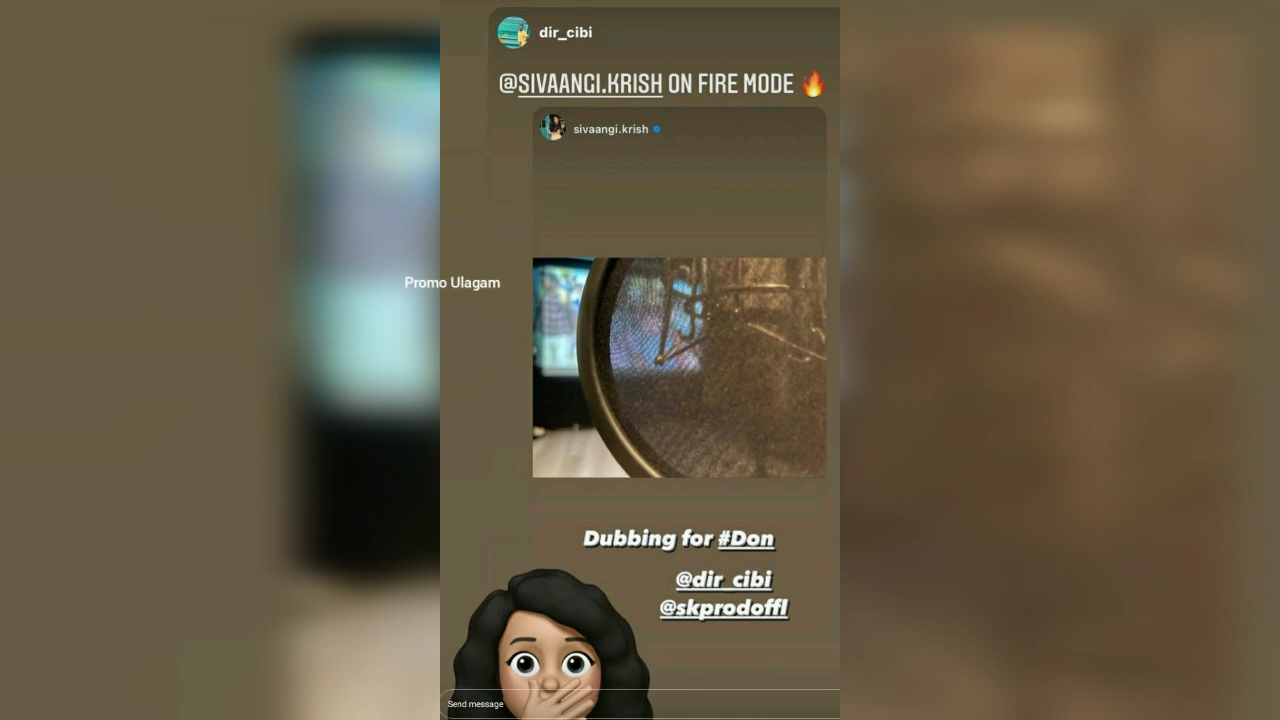 dir_cibi
@SIVAANGI.KRISH ON FIRE MODE 🔥
sivaangi.krish
Promo Ulagam
Dubbing for #Don
@dir_cibi
@skprodoffl
Send message